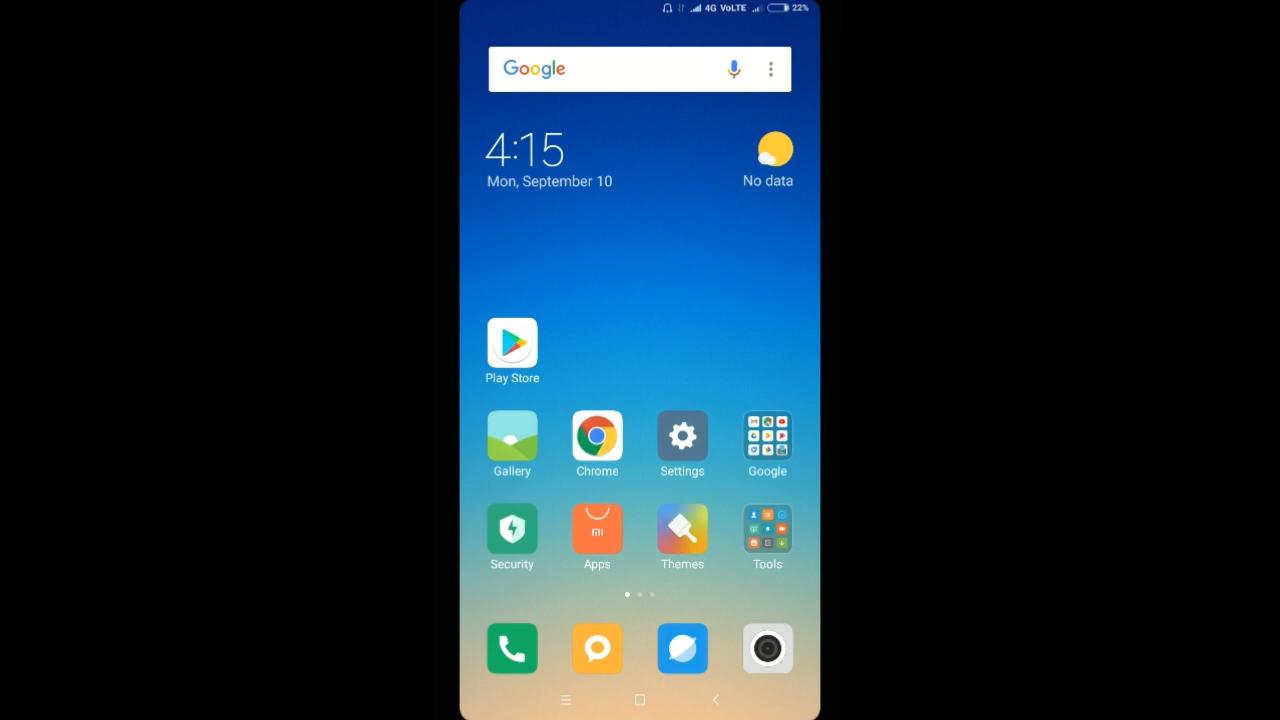 4G VoLTE 22%
Google
4:15
Mon, September 10
No data
Play Store
Gallery Chrome Settings Google
mi
Security Apps Themes Tools